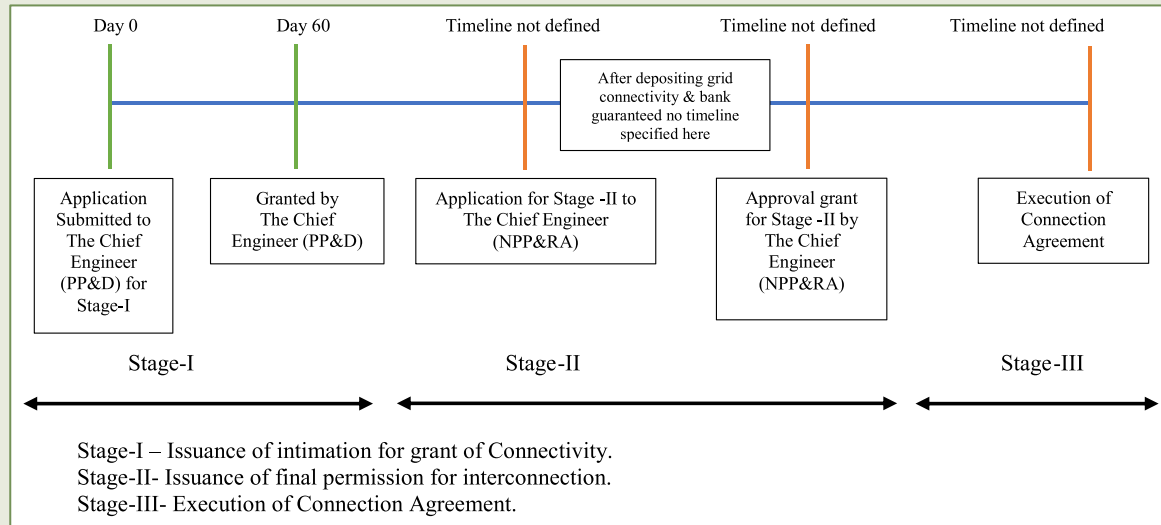 Day 0
Day 60
Timeline not defined
Timeline not defined
Timeline not defined
After depositing grid
connectivity & bank
guaranteed no timeline
specified here
Application
Submitted to
The Chief
Engineer
(PP&D) for
Stage-I
Granted by
The Chief
Engineer (PP&D)
Application for Stage -II to
The Chief Engineer
(NPP&RA)
Approval grant
for Stage -II by
The Chief
Engineer
(NPP&RA)
Execution of
Connection
Agreement
Stage-I
Stage-II
Stage-III
Stage-I – Issuance of intimation for grant of Connectivity.
Stage-II- Issuance of final permission for interconnection.
Stage-III- Execution of Connection Agreement.